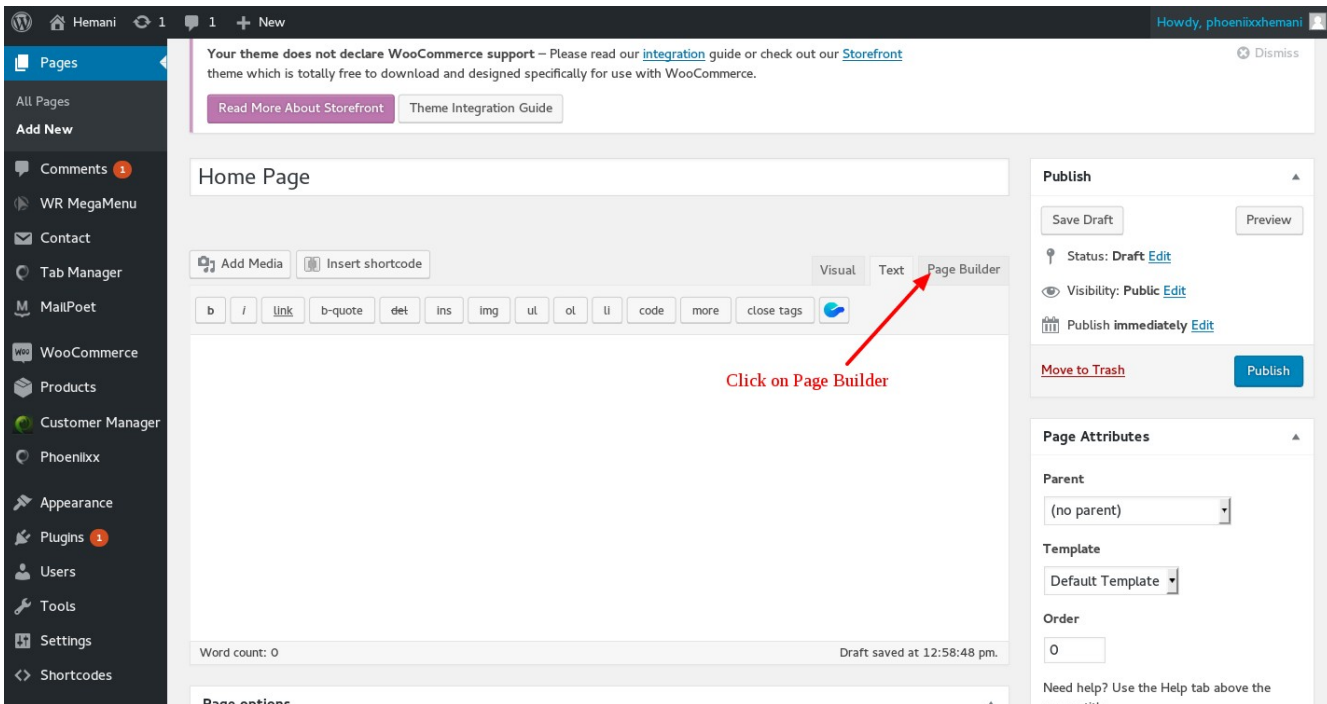 Hemani 1 1 New
Howdy, phoeniixxhemani
Pages
All Pages
Add New
Comments 1
WR MegaMenu
Contact
Tab Manager
MailPoet
WooCommerce
Products
Customer Manager
Phoeniixx
Appearance
Plugins 1
Users
Tools
Settings
Shortcodes
Your theme does not declare WooCommerce support – Please read our integration guide or check out our Storefront
theme which is totally free to download and designed specifically for use with WooCommerce.
Dismiss
Read More About Storefront Theme Integration Guide
Home Page
Add Media Insert shortcode
Visual Text Page Builder
b i link b-quote del ins img ul ol li code more close tags
Click on Page Builder
Word count: 0 Draft saved at 12:58:48 pm.
Page options
Publish
Save Draft Preview
Status: Draft Edit
Visibility: Public Edit
Publish immediately Edit
Move to Trash Publish
Page Attributes
Parent
(no parent)
Template
Default Template
Order
0
Need help? Use the Help tab above the